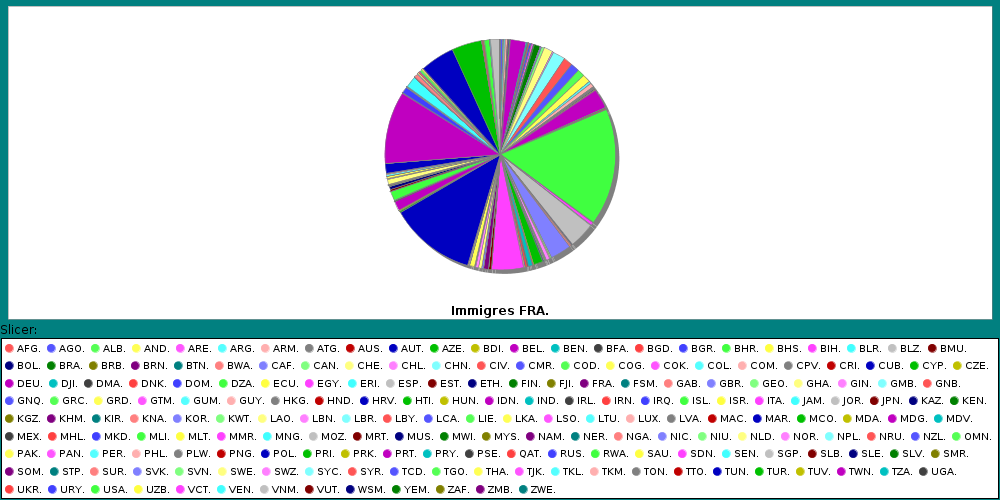 Immigres FRA.
Slicer:
AFG. AGO. ALB. AND. ARE. ARG. ARM. ATG. AUS. AUT. AZE. BDI. BEL. BEN. BFA. BGD. BGR. BHR. BHS. BIH. BLR. BLZ. BMU.
BOL. BRA. BRB. BRN. BTN. BWA. CAF. CAN. CHE. CHL. CHN. CIV. CMR. COD. COG. COK. COL. COM. CPV. CRI. CUB. CYP. CZE.
DEU. DJI. DMA. DNK. DOM. DZA. ECU. EGY. ERI. ESP. EST. ETH. FIN. FJI. FRA. FSM. GAB. GBR. GEO. GHA. GIN. GMB. GNB.
GNQ. GRC. GRD. GTM. GUM. GUY. HKG. HND. HRV. HTI. HUN. IDN. IND. IRL. IRN. IRQ. ISL. ISR. ITA. JAM. JOR. JPN. KAZ. KEN.
KGZ. KHM. KIR. KNA. KOR. KWT. LAO. LBN. LBR. LBY. LCA. LIE. LKA. LSO. LTU. LUX. LVA. MAC. MAR. MCO. MDA. MDG. MDV.
MEX. MHL. MKD. MLI. MLT. MMR. MNG. MOZ. MRT. MUS. MWI. MYS. NAM. NER. NGA. NIC. NIU. NLD. NOR. NPL. NRU. NZL. OMN.
PAK. PAN. PER. PHL. PLW. PNG. POL. PRI. PRK. PRT. PRY. PSE. QAT. RUS. RWA. SAU. SDN. SEN. SGP. SLB. SLE. SLV. SMR.
SOM. STP. SUR. SVK. SVN. SWE. SWZ. SYC. SYR. TCD. TGO. THA. TJK. TKL. TKM. TON. TTO. TUN. TUR. TUV. TWN. TZA. UGA.
UKR. URY. USA. UZB. VCT. VEN. VNM. VUT. WSM. YEM. ZAF. ZMB. ZWE.